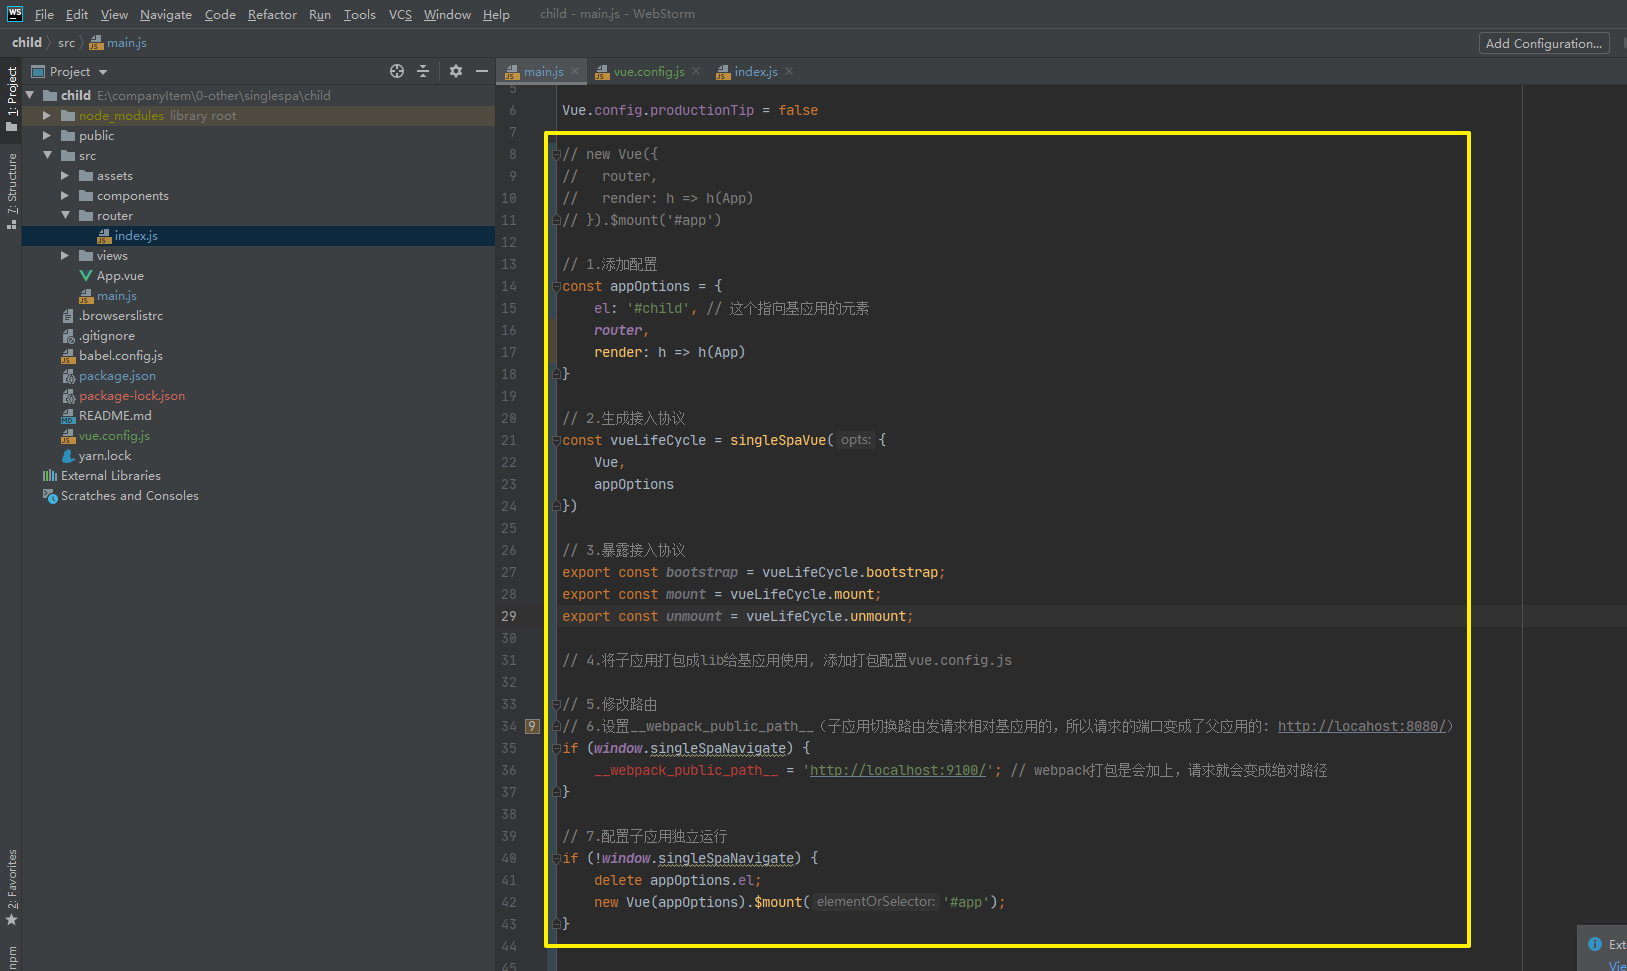 WS File Edit View Navigate Code Refactor Run Tools VCS Window Help child - main.js - WebStorm
child src main.js Add Configuration...
Project main.js vue.config.js index.js
1: Project
7: Structure
2: Favorites
npm
child E:\companyItem\0-other\singlespa\child
node_modules library root
public
src
assets
components
router
index.js
views
App.vue
main.js
.browserslistrc
.gitignore
babel.config.js
package.json
package-lock.json
README.md
vue.config.js
yarn.lock
External Libraries
Scratches and Consoles
5
6 Vue.config.productionTip = false
7
8 // new Vue({
9 //   router,
10 //   render: h => h(App)
11 // }).$mount('#app')
12
13 // 1.添加配置
14 const appOptions = {
15     el: '#child', // 这个指向基应用的元素
16     router,
17     render: h => h(App)
18 }
19
20 // 2.生成接入协议
21 const vueLifeCycle = singleSpaVue( opts: {
22     Vue,
23     appOptions
24 })
25
26 // 3.暴露接入协议
27 export const bootstrap = vueLifeCycle.bootstrap;
28 export const mount = vueLifeCycle.mount;
29 export const unmount = vueLifeCycle.unmount;
30
31 // 4.将子应用打包成lib给基应用使用, 添加打包配置vue.config.js
32
33 // 5.修改路由
34 9 // 6.设置__webpack_public_path__（子应用切换路由发请求相对基应用的，所以请求的端口变成了父应用的: http://locahost:8080/）
35 if (window.singleSpaNavigate) {
36     __webpack_public_path__ = 'http://localhost:9100/'; // webpack打包是会加上，请求就会变成绝对路径
37 }
38
39 // 7.配置子应用独立运行
40 if (!window.singleSpaNavigate) {
41     delete appOptions.el;
42     new Vue(appOptions).$mount( elementOrSelector: '#app');
43 }
44
45
Ext
Vie